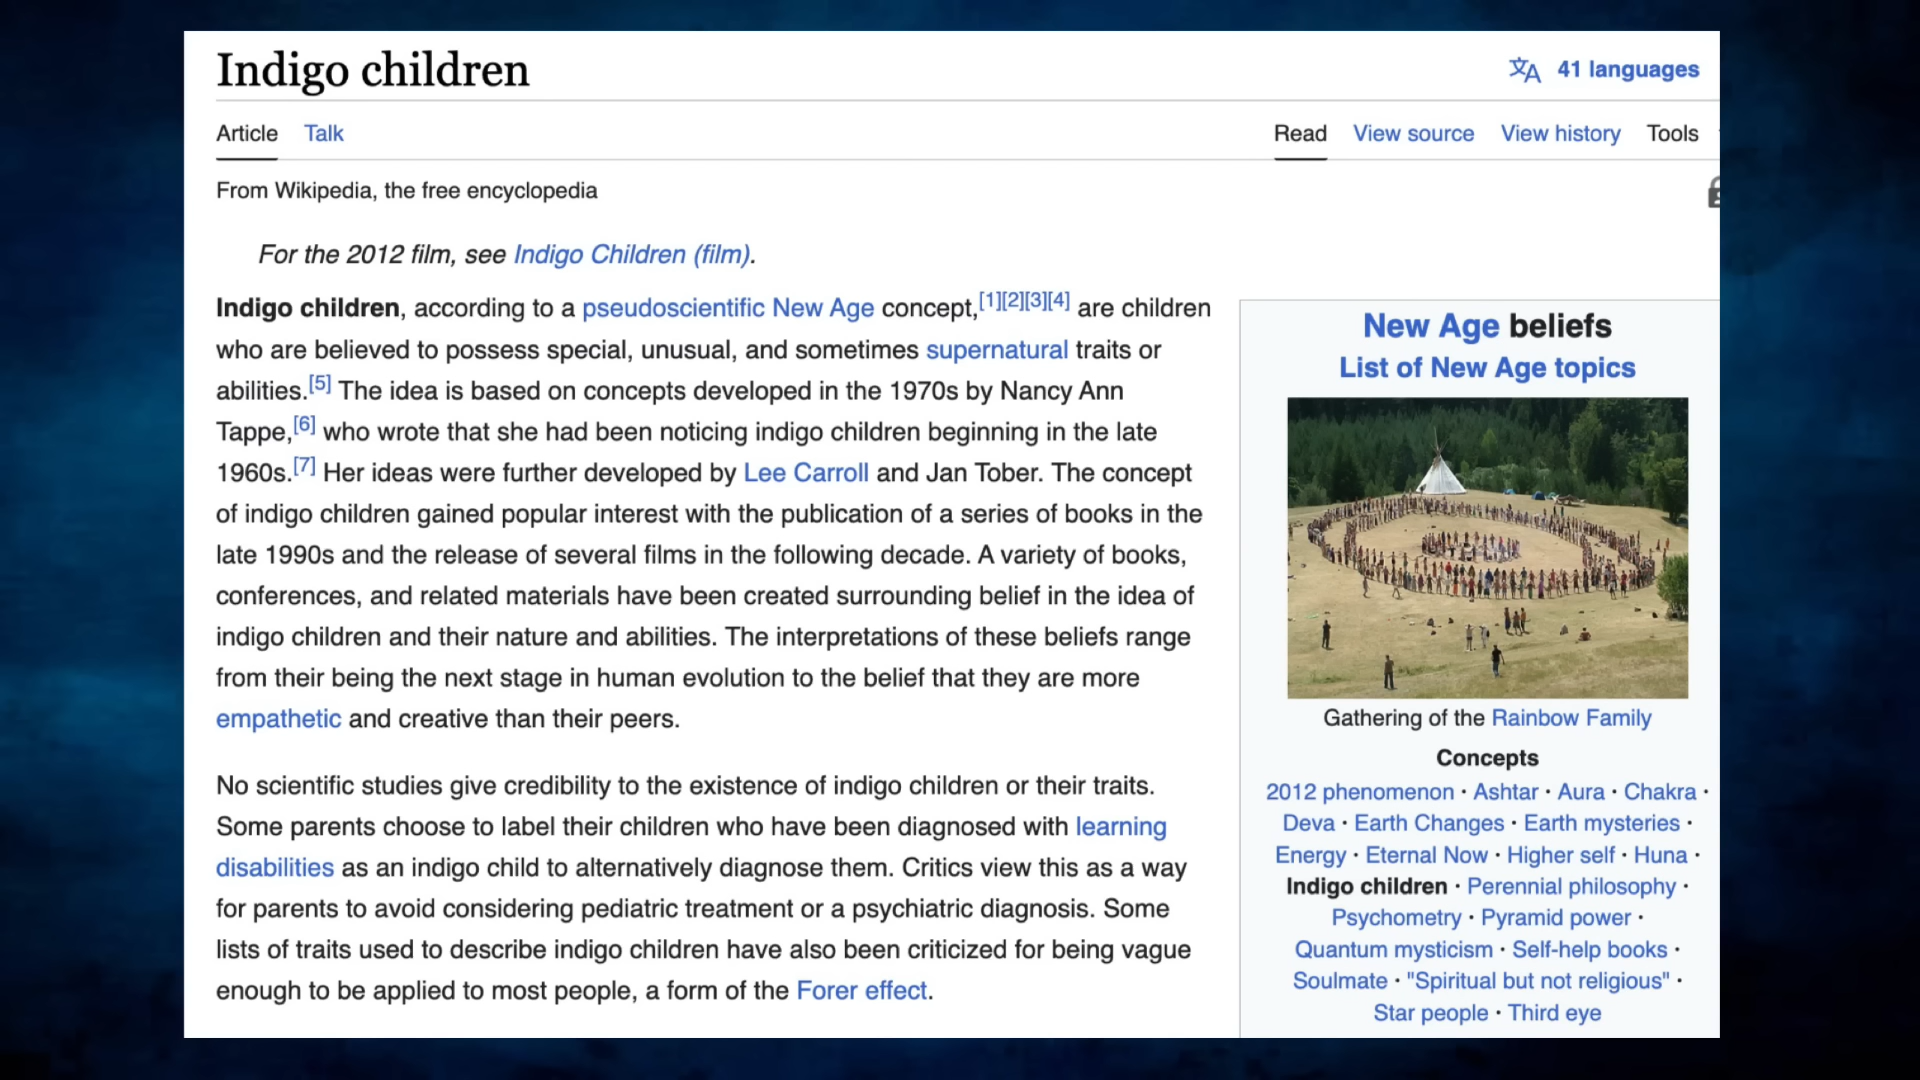 Indigo children
41 languages
Article Talk
Read View source View history Tools
From Wikipedia, the free encyclopedia
For the 2012 film, see Indigo Children (film).
Indigo children, according to a pseudoscientific New Age concept,[1][2][3][4] are children
who are believed to possess special, unusual, and sometimes supernatural traits or
abilities.[5] The idea is based on concepts developed in the 1970s by Nancy Ann
Tappe,[6] who wrote that she had been noticing indigo children beginning in the late
1960s.[7] Her ideas were further developed by Lee Carroll and Jan Tober. The concept
of indigo children gained popular interest with the publication of a series of books in the
late 1990s and the release of several films in the following decade. A variety of books,
conferences, and related materials have been created surrounding belief in the idea of
indigo children and their nature and abilities. The interpretations of these beliefs range
from their being the next stage in human evolution to the belief that they are more
empathetic and creative than their peers.
No scientific studies give credibility to the existence of indigo children or their traits.
Some parents choose to label their children who have been diagnosed with learning
disabilities as an indigo child to alternatively diagnose them. Critics view this as a way
for parents to avoid considering pediatric treatment or a psychiatric diagnosis. Some
lists of traits used to describe indigo children have also been criticized for being vague
enough to be applied to most people, a form of the Forer effect.
New Age beliefs
List of New Age topics
Gathering of the Rainbow Family
Concepts
2012 phenomenon · Ashtar · Aura · Chakra ·
Deva · Earth Changes · Earth mysteries ·
Energy · Eternal Now · Higher self · Huna ·
Indigo children · Perennial philosophy ·
Psychometry · Pyramid power ·
Quantum mysticism · Self-help books ·
Soulmate · "Spiritual but not religious" ·
Star people · Third eye